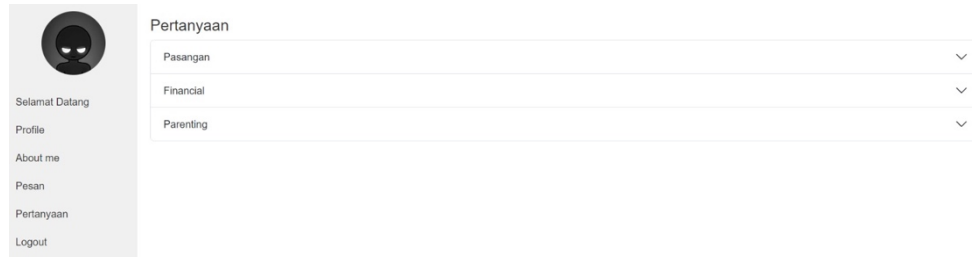 Selamat Datang
Profile
About me
Pesan
Pertanyaan
Logout
Pertanyaan
Pasangan
Financial
Parenting